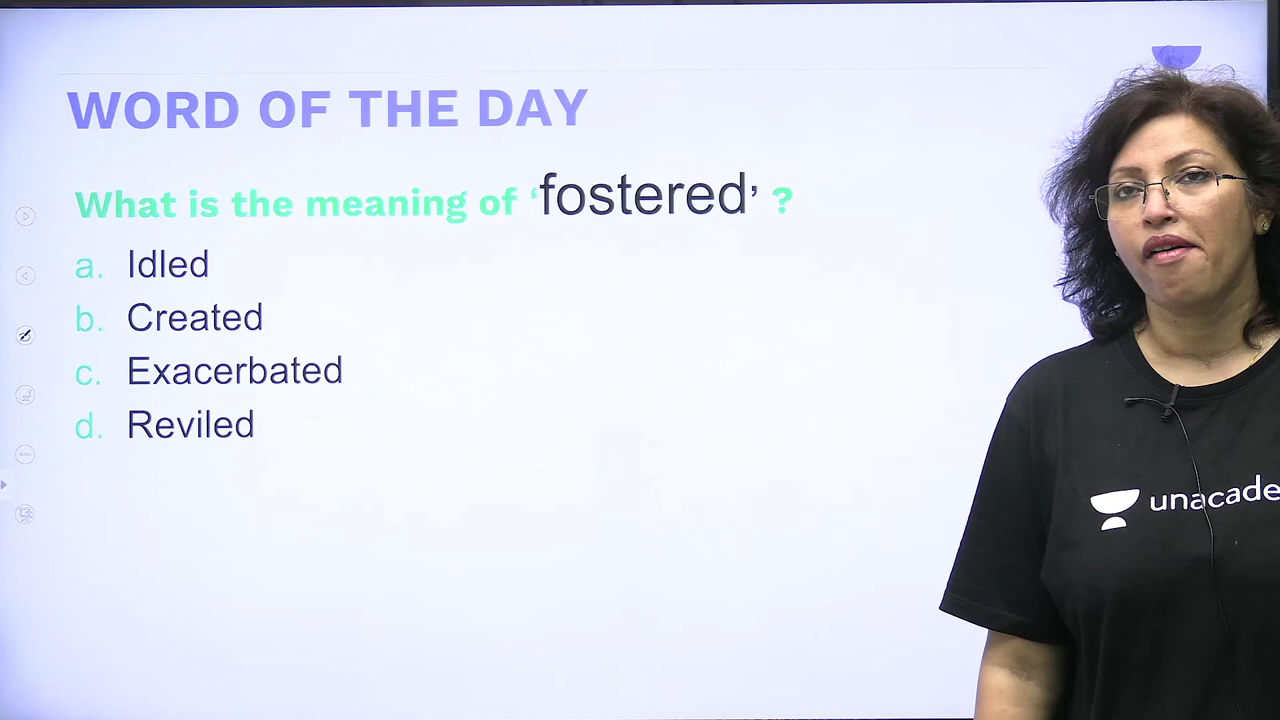 WORD OF THE DAY
What is the meaning of ‘fostered’ ?
a. Idled
b. Created
c. Exacerbated
d. Reviled
unacade